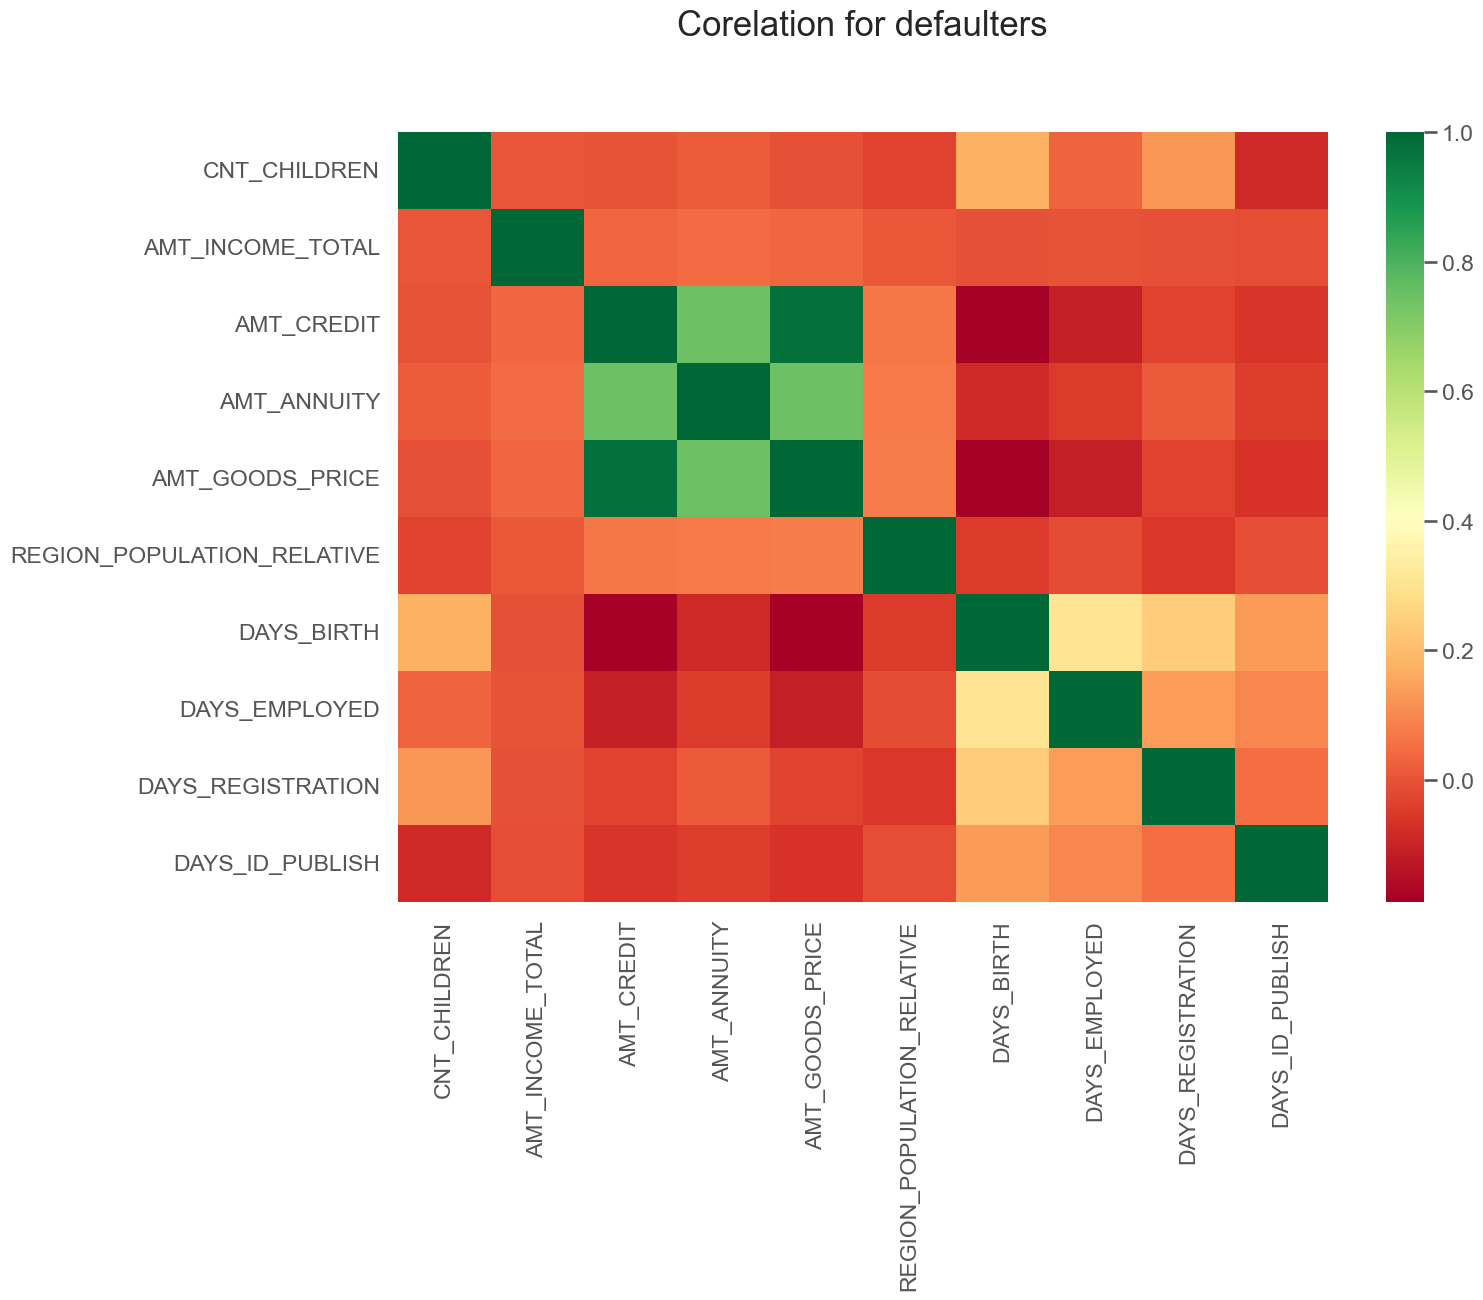 Corelation for defaulters
CNT_CHILDREN
AMT_INCOME_TOTAL
AMT_CREDIT
AMT_ANNUITY
AMT_GOODS_PRICE
REGION_POPULATION_RELATIVE
DAYS_BIRTH
DAYS_EMPLOYED
DAYS_REGISTRATION
DAYS_ID_PUBLISH
CNT_CHILDREN
AMT_INCOME_TOTAL
AMT_CREDIT
AMT_ANNUITY
AMT_GOODS_PRICE
REGION_POPULATION_RELATIVE
DAYS_BIRTH
DAYS_EMPLOYED
DAYS_REGISTRATION
DAYS_ID_PUBLISH
1.0
0.8
0.6
0.4
0.2
0.0